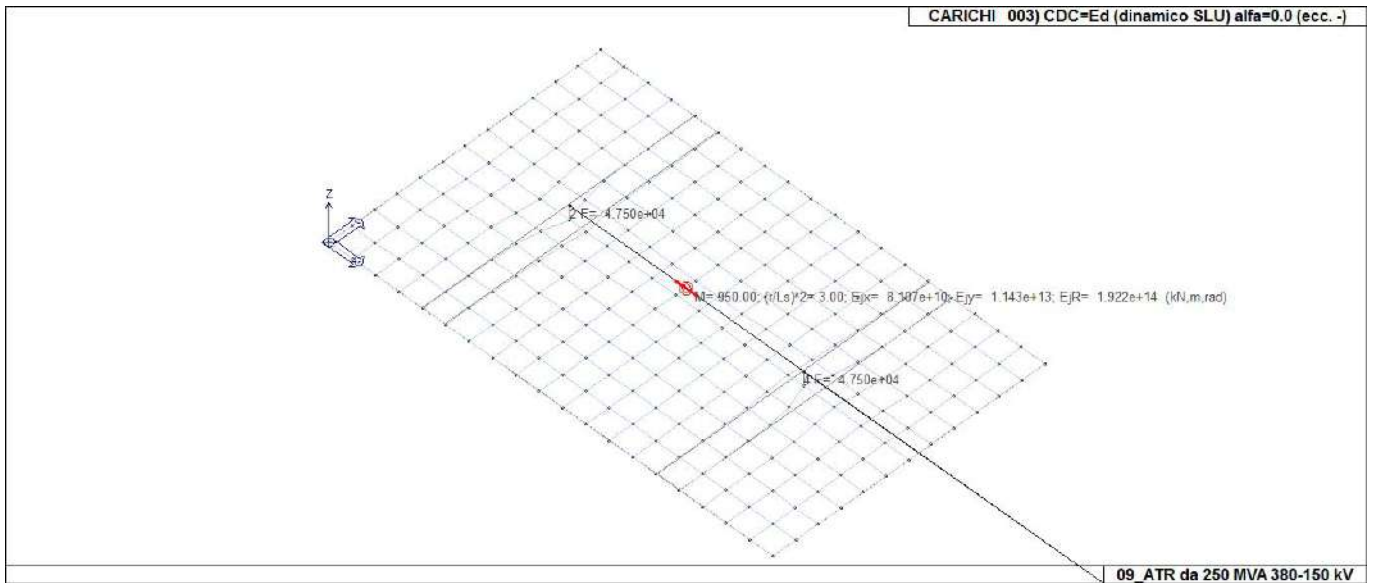 CARICHI 003) CDC=Ed (dinamico SLU) alfa=0.0 (ecc. -)
Z
2 F= 4.750e+04
M= 950.00; (r/Ls)^2= 3.00; Ejx= 8.107e+10; Ejy= 1.143e+13; EjR= 1.922e+14 (kN,m,rad)
F= 4.750e+04
09_ATR da 250 MVA 380-150 kV